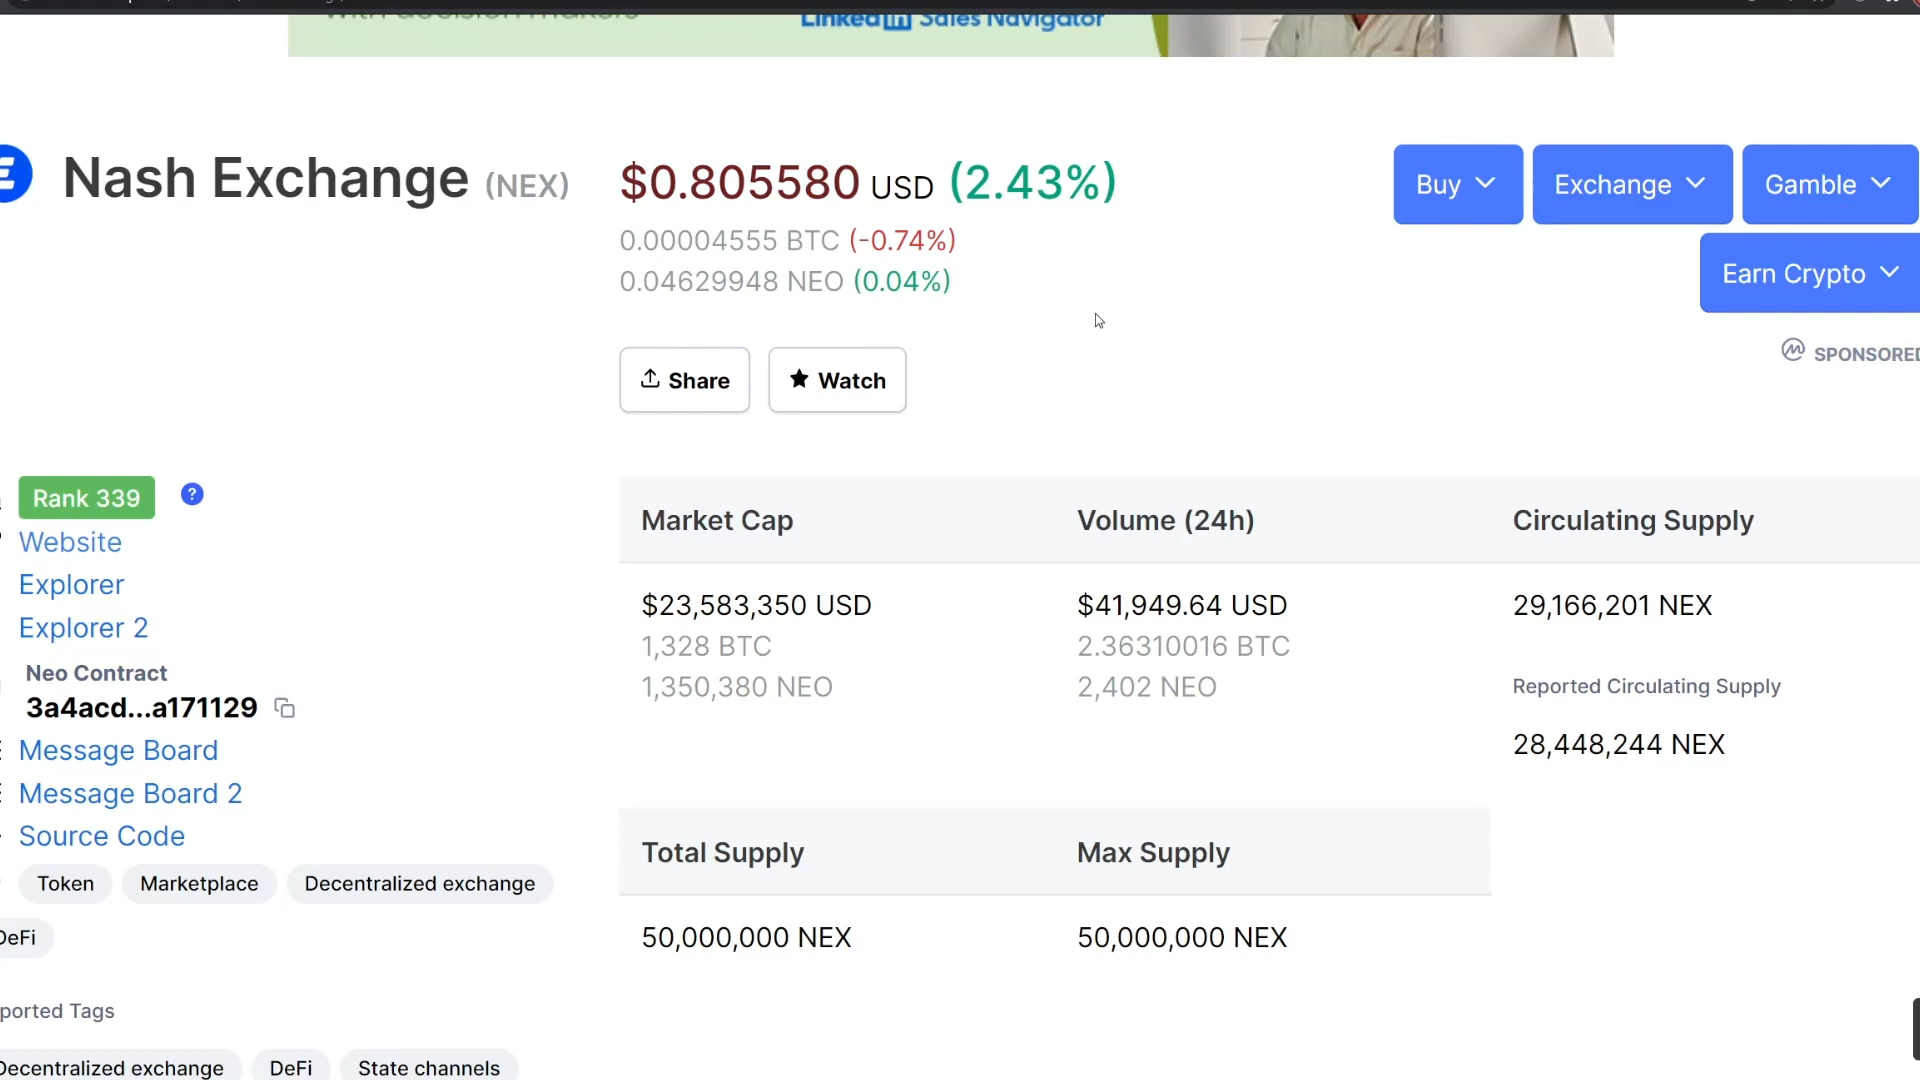 LinkedIn Sales Navigator
Nash Exchange (NEX)
$0.805580 USD (2.43%)
0.00004555 BTC (-0.74%)
0.04629948 NEO (0.04%)
Buy
Exchange
Gamble
Earn Crypto
SPONSORED
Share
Watch
Rank 339
?
Website
Explorer
Explorer 2
Neo Contract
3a4acd...a171129
Message Board
Message Board 2
Source Code
Token
Marketplace
Decentralized exchange
DeFi
ported Tags
Decentralized exchange
DeFi
State channels
Market Cap
Volume (24h)
Circulating Supply
$23,583,350 USD
1,328 BTC
1,350,380 NEO
$41,949.64 USD
2.36310016 BTC
2,402 NEO
29,166,201 NEX
Reported Circulating Supply
28,448,244 NEX
Total Supply
Max Supply
50,000,000 NEX
50,000,000 NEX